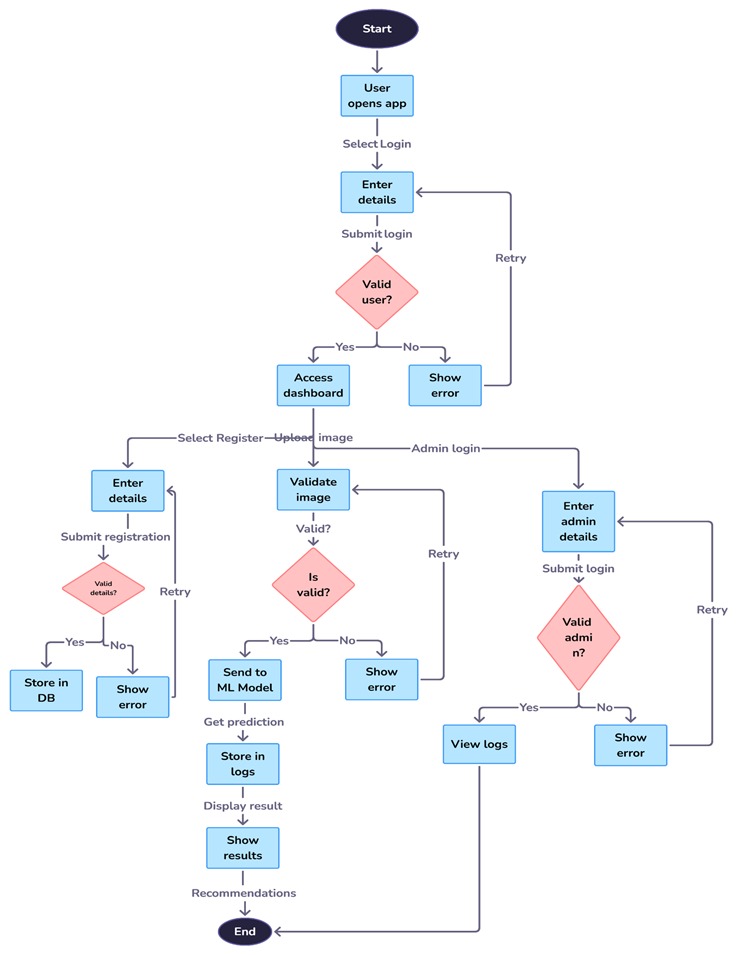 Start
User
opens app
Select Login
Enter
details
Submit login
Retry
Valid
user?
Yes
No
Access
dashboard
Show
error
Select Register
Upload image
Admin login
Enter
details
Validate
image
Enter
admin
details
Submit registration
Valid?
Retry
Submit login
Valid
details?
Retry
Is
valid?
Retry
Valid
admi
n?
Yes
No
Yes
No
Store in
DB
Show
error
Send to
ML Model
Show
error
Yes
No
Get prediction
View logs
Show
error
Store in
logs
Display result
Show
results
Recommendations
End